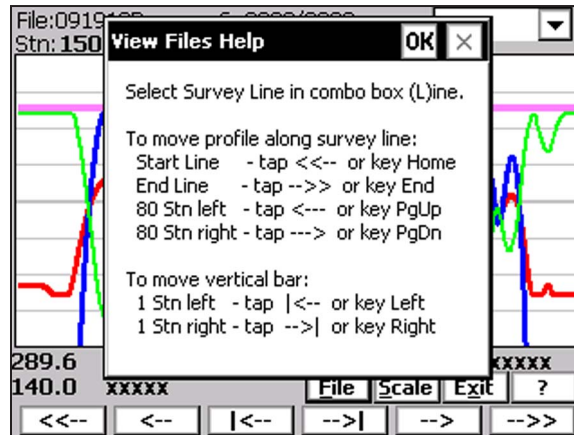 File:0919
Stn: 150
View Files Help OK
Select Survey Line in combo box (L)ine.
To move profile along survey line:
Start Line - tap <<-- or key Home
End Line - tap -->> or key End
80 Stn left - tap <--- or key PgUp
80 Stn right - tap ---> or key PgDn
To move vertical bar:
1 Stn left - tap |<-- or key Left
1 Stn right - tap -->| or key Right
289.6 xxxxx
140.0 xxxxx File Scale Exit ?
<<-- <-- |<-- -->| --> -->>